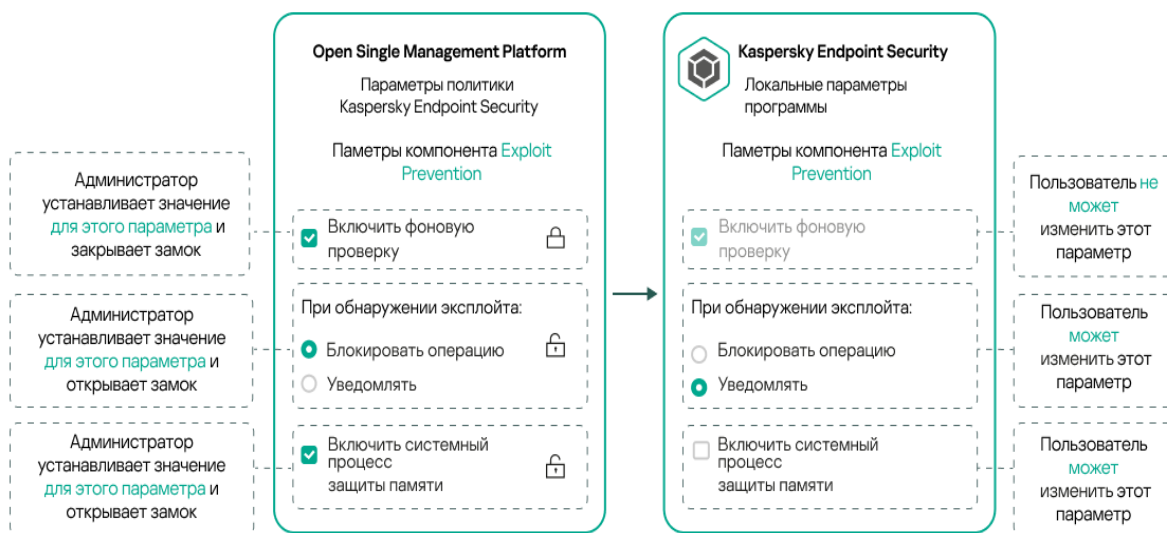 Open Single Management Platform
Параметры политики
Kaspersky Endpoint Security
Паметры компонента Exploit
Prevention
Kaspersky Endpoint Security
Локальные параметры
программы
Паметры компонента Exploit
Prevention
Администратор
устанавливает значение
для этого параметра и
закрывает замок
Включить фоновую
проверку
Включить фоновую
проверку
Пользователь не
может
изменить этот
параметр
Администратор
устанавливает значение
для этого параметра и
открывает замок
При обнаружении эксплойта:
Блокировать операцию
Уведомлять
При обнаружении эксплойта:
Блокировать операцию
Уведомлять
Пользователь
может
изменить этот
параметр
Администратор
устанавливает значение
для этого параметра и
открывает замок
Включить системный
процесс
защиты памяти
Включить системный
процесс
защиты памяти
Пользователь
может
изменить этот
параметр